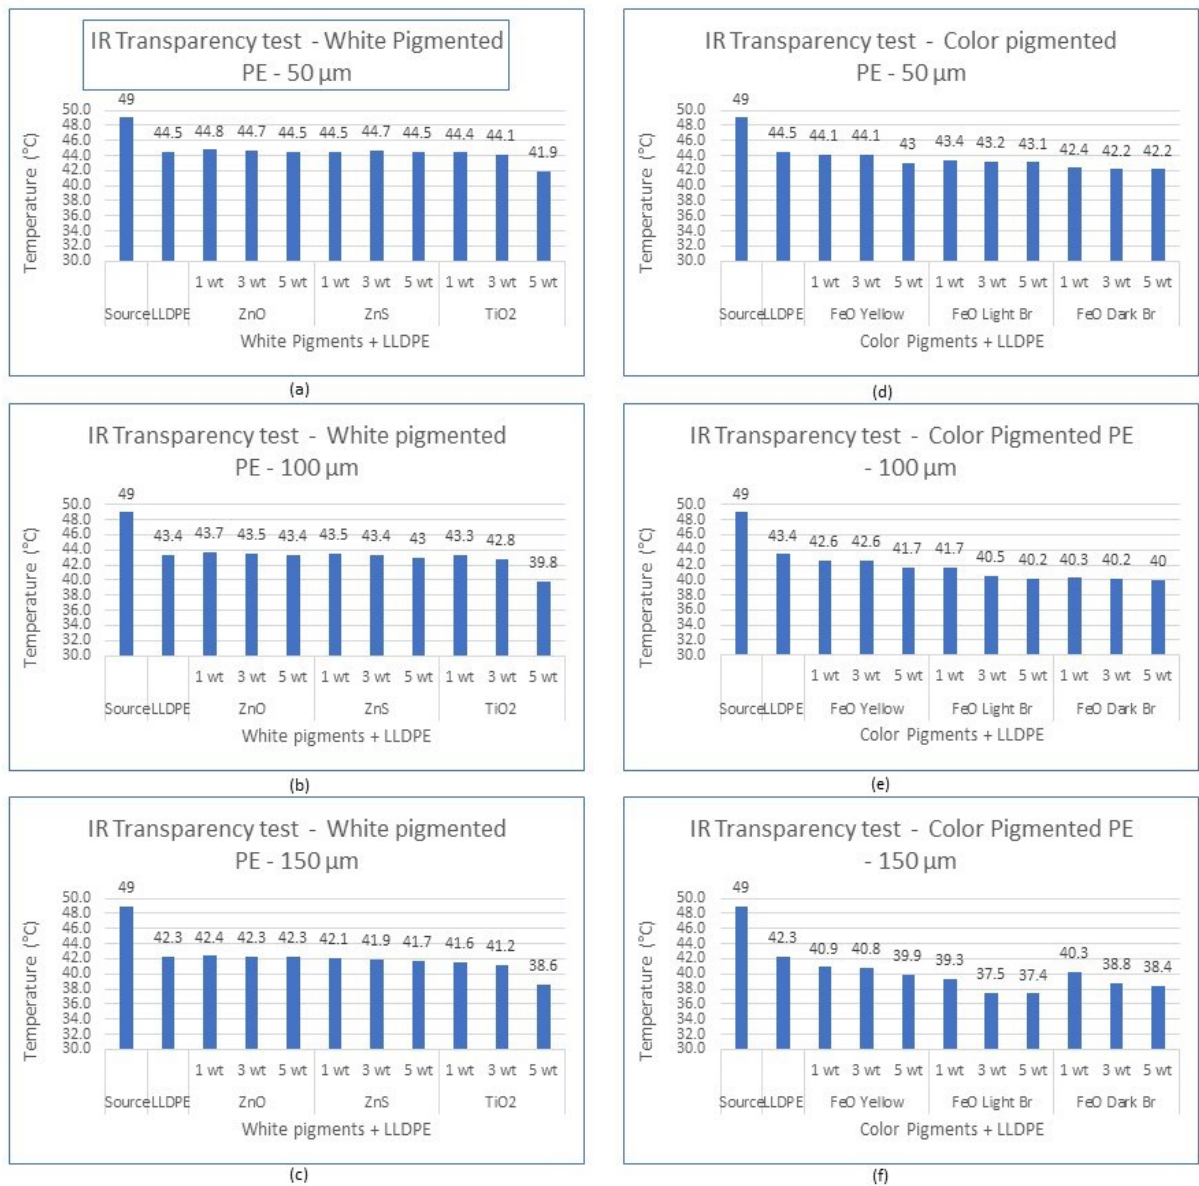 IR Transparency test - White Pigmented
PE - 50 µm
49
44.5 44.8 44.7 44.5 44.5 44.7 44.5 44.4 44.1 41.9
50.0
48.0
46.0
44.0
42.0
40.0
38.0
36.0
34.0
32.0
30.0
Temperature (°C)
1 wt 3 wt 5 wt 1 wt 3 wt 5 wt 1 wt 3 wt 5 wt
Source LLDPE ZnO ZnS TiO2
White Pigments + LLDPE
(a)
IR Transparency test - Color pigmented
PE - 50 µm
49
44.5 44.1 44.1 43 43.4 43.2 43.1 42.4 42.2 42.2
50.0
48.0
46.0
44.0
42.0
40.0
38.0
36.0
34.0
32.0
30.0
Temperature (°C)
1 wt 3 wt 5 wt 1 wt 3 wt 5 wt 1 wt 3 wt 5 wt
Source LLDPE FeO Yellow FeO Light Br FeO Dark Br
Color Pigments + LLDPE
(d)
IR Transparency test - White pigmented
PE - 100 µm
49
43.4 43.7 43.5 43.4 43.5 43.4 43 43.3 42.8 39.8
50.0
48.0
46.0
44.0
42.0
40.0
38.0
36.0
34.0
32.0
30.0
Temperature (°C)
1 wt 3 wt 5 wt 1 wt 3 wt 5 wt 1 wt 3 wt 5 wt
Source LLDPE ZnO ZnS TiO2
White pigments + LLDPE
(b)
IR Transparency test - Color Pigmented PE
- 100 µm
49
43.4 42.6 42.6 41.7 41.7 40.5 40.2 40.3 40.2 40
50.0
48.0
46.0
44.0
42.0
40.0
38.0
36.0
34.0
32.0
30.0
Temperature (°C)
1 wt 3 wt 5 wt 1 wt 3 wt 5 wt 1 wt 3 wt 5 wt
Source LLDPE FeO Yellow FeO Light Br FeO Dark Br
Color Pigments + LLDPE
(e)
IR Transparency test - White pigmented
PE - 150 µm
49
42.3 42.4 42.3 42.3 42.1 41.9 41.7 41.6 41.2 38.6
50.0
48.0
46.0
44.0
42.0
40.0
38.0
36.0
34.0
32.0
30.0
Temperature (°C)
1 wt 3 wt 5 wt 1 wt 3 wt 5 wt 1 wt 3 wt 5 wt
Source LLDPE ZnO ZnS TiO2
White pigments + LLDPE
(c)
IR Transparency test - Color Pigmented PE
- 150 µm
49
42.3 40.9 40.8 39.9 39.3 37.5 37.4 40.3 38.8 38.4
50.0
48.0
46.0
44.0
42.0
40.0
38.0
36.0
34.0
32.0
30.0
Temperature (°C)
1 wt 3 wt 5 wt 1 wt 3 wt 5 wt 1 wt 3 wt 5 wt
Source LLDPE FeO Yellow FeO Light Br FeO Dark Br
Color Pigments + LLDPE
(f)